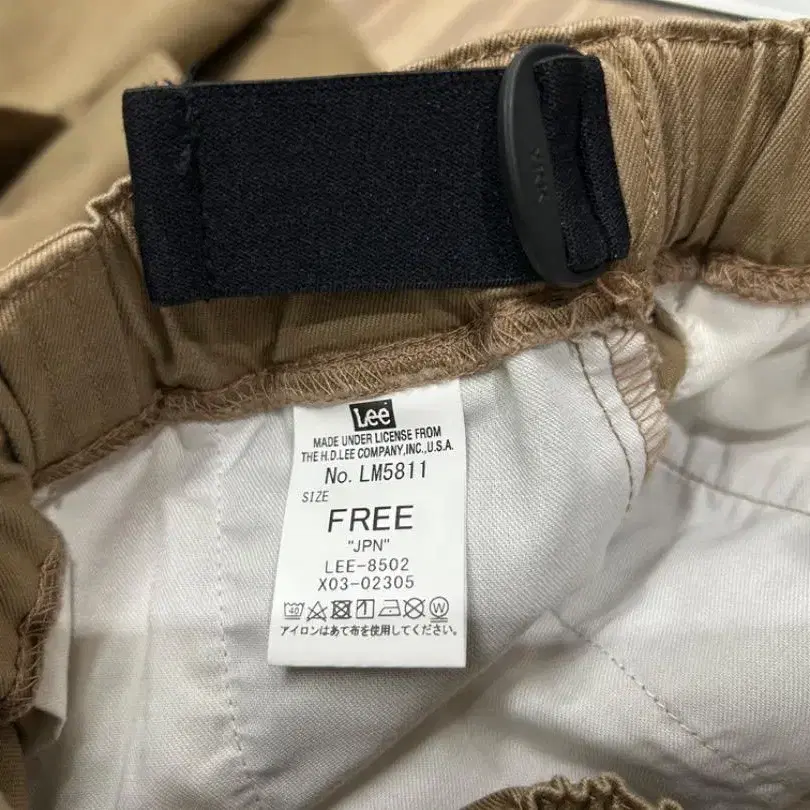 Lee
MADE UNDER LICENSE FROM
THE H.D.LEE COMPANY,INC.,U.S.A.
No. LM5811
SIZE
FREE
"JPN"
LEE-8502
X03-02305
40 W
アイロンはあて布を使用してください。